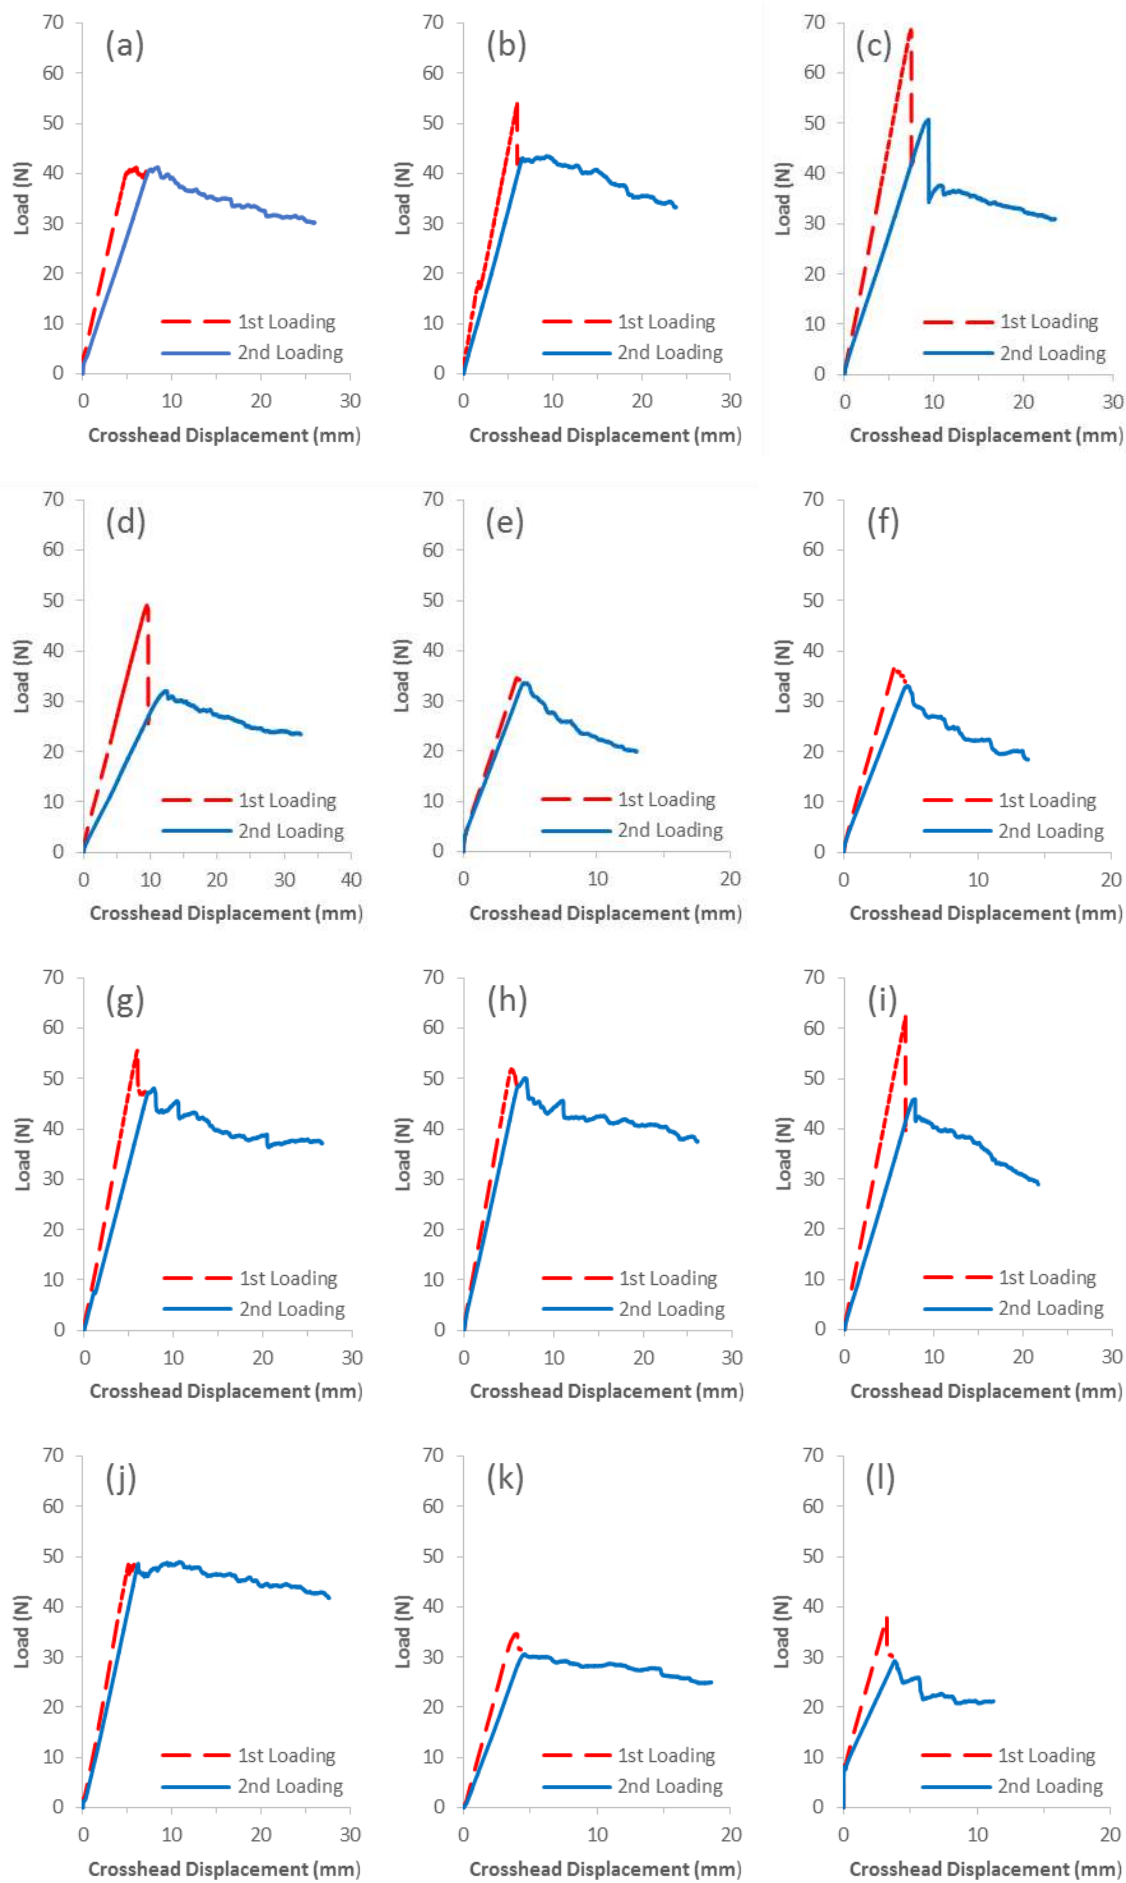 (a)
70
60
50
40
30
20
10
0
Load (N)
1st Loading
2nd Loading
0 10 20 30
Crosshead Displacement (mm)
(b)
70
60
50
40
30
20
10
0
Load (N)
1st Loading
2nd Loading
0 10 20 30
Crosshead Displacement (mm)
(c)
70
60
50
40
30
20
10
0
Load (N)
1st Loading
2nd Loading
0 10 20 30
Crosshead Displacement (mm)
(d)
70
60
50
40
30
20
10
0
Load (N)
1st Loading
2nd Loading
0 10 20 30 40
Crosshead Displacement (mm)
(e)
70
60
50
40
30
20
10
0
Load (N)
1st Loading
2nd Loading
0 10 20
Crosshead Displacement (mm)
(f)
70
60
50
40
30
20
10
0
Load (N)
1st Loading
2nd Loading
0 10 20
Crosshead Displacement (mm)
(g)
70
60
50
40
30
20
10
0
Load (N)
1st Loading
2nd Loading
0 10 20 30
Crosshead Displacement (mm)
(h)
70
60
50
40
30
20
10
0
Load (N)
1st Loading
2nd Loading
0 10 20 30
Crosshead Displacement (mm)
(i)
70
60
50
40
30
20
10
0
Load (N)
1st Loading
2nd Loading
0 10 20 30
Crosshead Displacement (mm)
(j)
70
60
50
40
30
20
10
0
Load (N)
1st Loading
2nd Loading
0 10 20 30
Crosshead Displacement (mm)
(k)
70
60
50
40
30
20
10
0
Load (N)
1st Loading
2nd Loading
0 10 20
Crosshead Displacement (mm)
(l)
70
60
50
40
30
20
10
0
Load (N)
1st Loading
2nd Loading
0 10 20
Crosshead Displacement (mm)